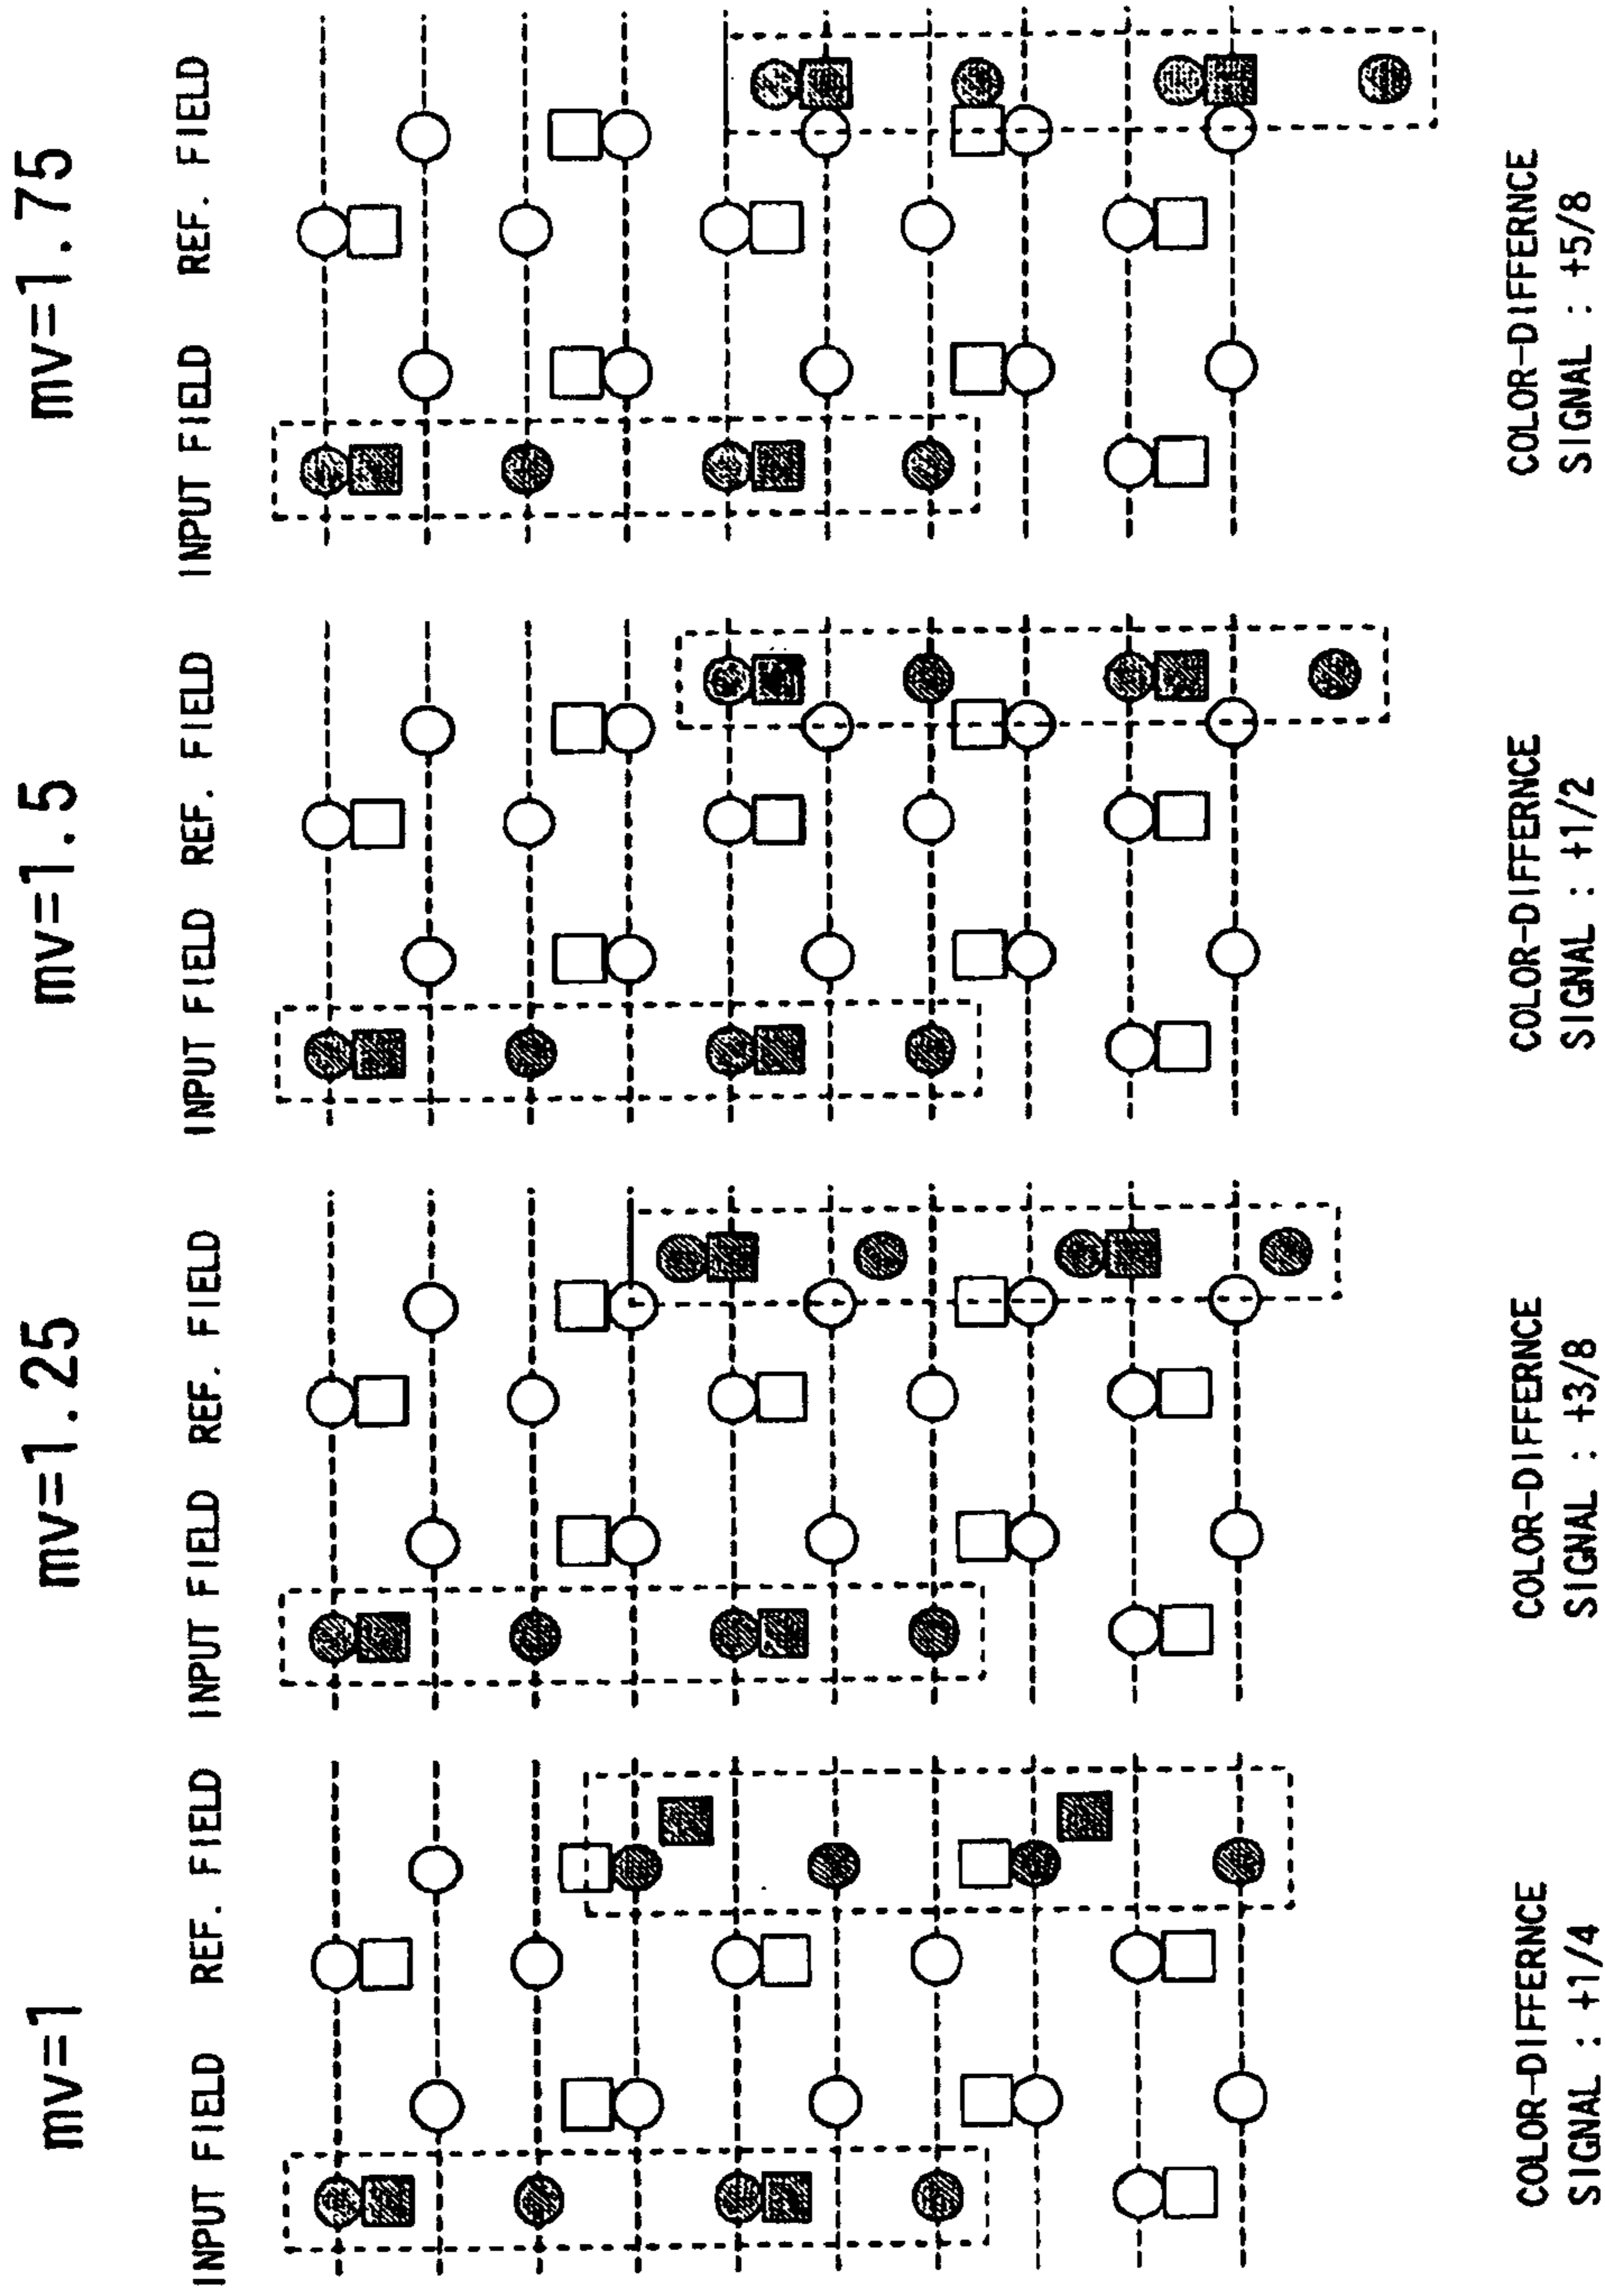 mv=1
INPUT FIELD REF. FIELD
COLOR-DIFFERNCE
SIGNAL : +1/4
mv=1.25
INPUT FIELD REF. FIELD
COLOR-DIFFERNCE
SIGNAL : +3/8
mv=1.5
INPUT FIELD REF. FIELD
COLOR-DIFFERNCE
SIGNAL : +1/2
mv=1.75
INPUT FIELD REF. FIELD
COLOR-DIFFERNCE
SIGNAL : +5/8